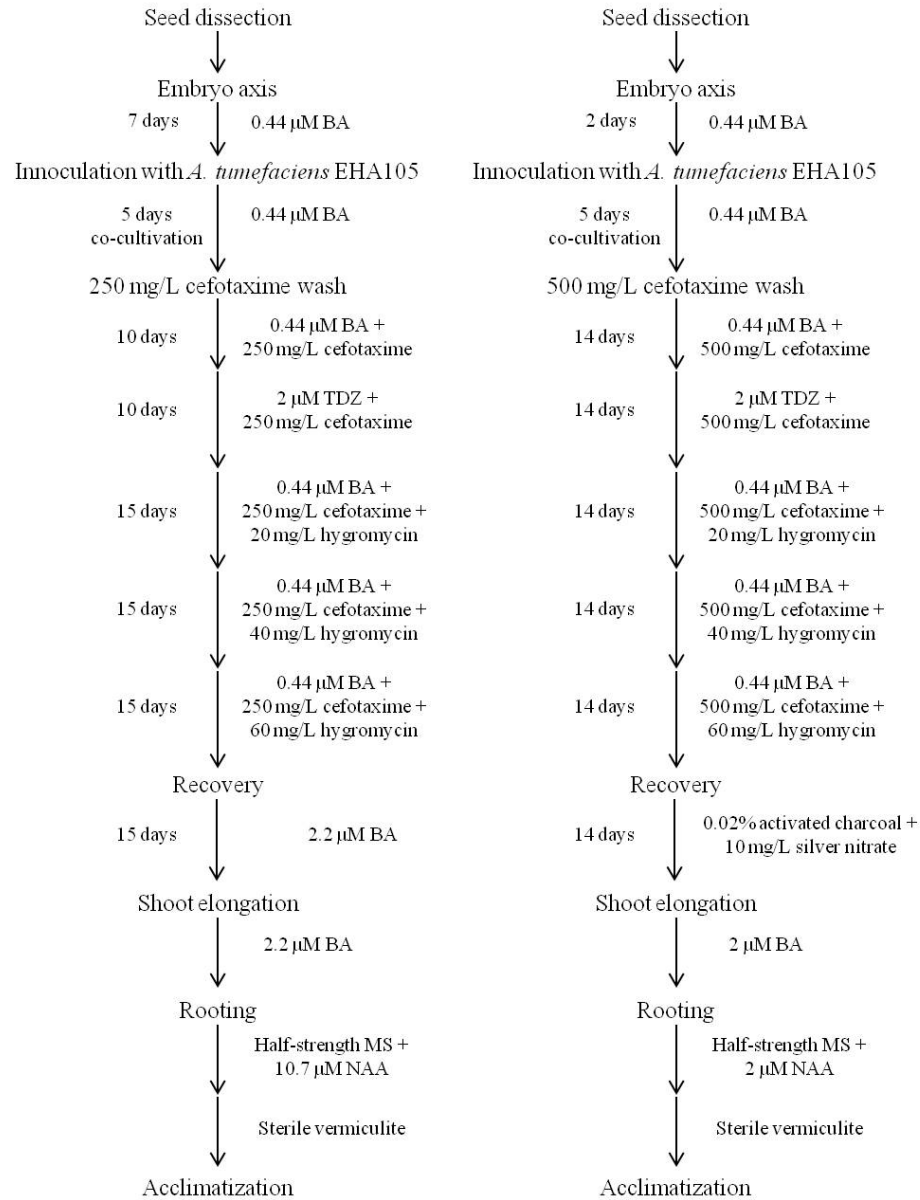 Seed dissection
Embryo axis
7 days
0.44 µM BA
Innoculation with A. tumefaciens EHA105
5 days
co-cultivation
0.44 µM BA
250 mg/L cefotaxime wash
10 days
0.44 µM BA +
250 mg/L cefotaxime
10 days
2 µM TDZ +
250 mg/L cefotaxime
15 days
0.44 µM BA +
250 mg/L cefotaxime +
20 mg/L hygromycin
15 days
0.44 µM BA +
250 mg/L cefotaxime +
40 mg/L hygromycin
15 days
0.44 µM BA +
250 mg/L cefotaxime +
60 mg/L hygromycin
Recovery
15 days
2.2 µM BA
Shoot elongation
2.2 µM BA
Rooting
Half-strength MS +
10.7 µM NAA
Sterile vermiculite
Acclimatization
Seed dissection
Embryo axis
2 days
0.44 µM BA
Innoculation with A. tumefaciens EHA105
5 days
co-cultivation
0.44 µM BA
500 mg/L cefotaxime wash
14 days
0.44 µM BA +
500 mg/L cefotaxime
14 days
2 µM TDZ +
500 mg/L cefotaxime
14 days
0.44 µM BA +
500 mg/L cefotaxime +
20 mg/L hygromycin
14 days
0.44 µM BA +
500 mg/L cefotaxime +
40 mg/L hygromycin
14 days
0.44 µM BA +
500 mg/L cefotaxime +
60 mg/L hygromycin
Recovery
14 days
0.02% activated charcoal +
10 mg/L silver nitrate
Shoot elongation
2 µM BA
Rooting
Half-strength MS +
2 µM NAA
Sterile vermiculite
Acclimatization